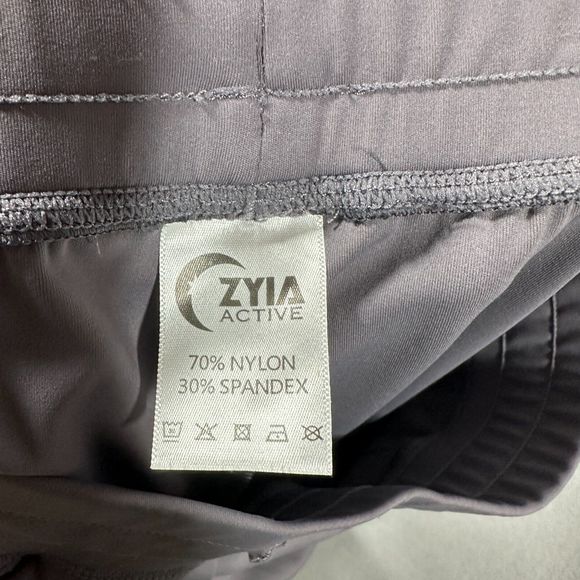 ZYIA
ACTIVE
70% NYLON
30% SPANDEX